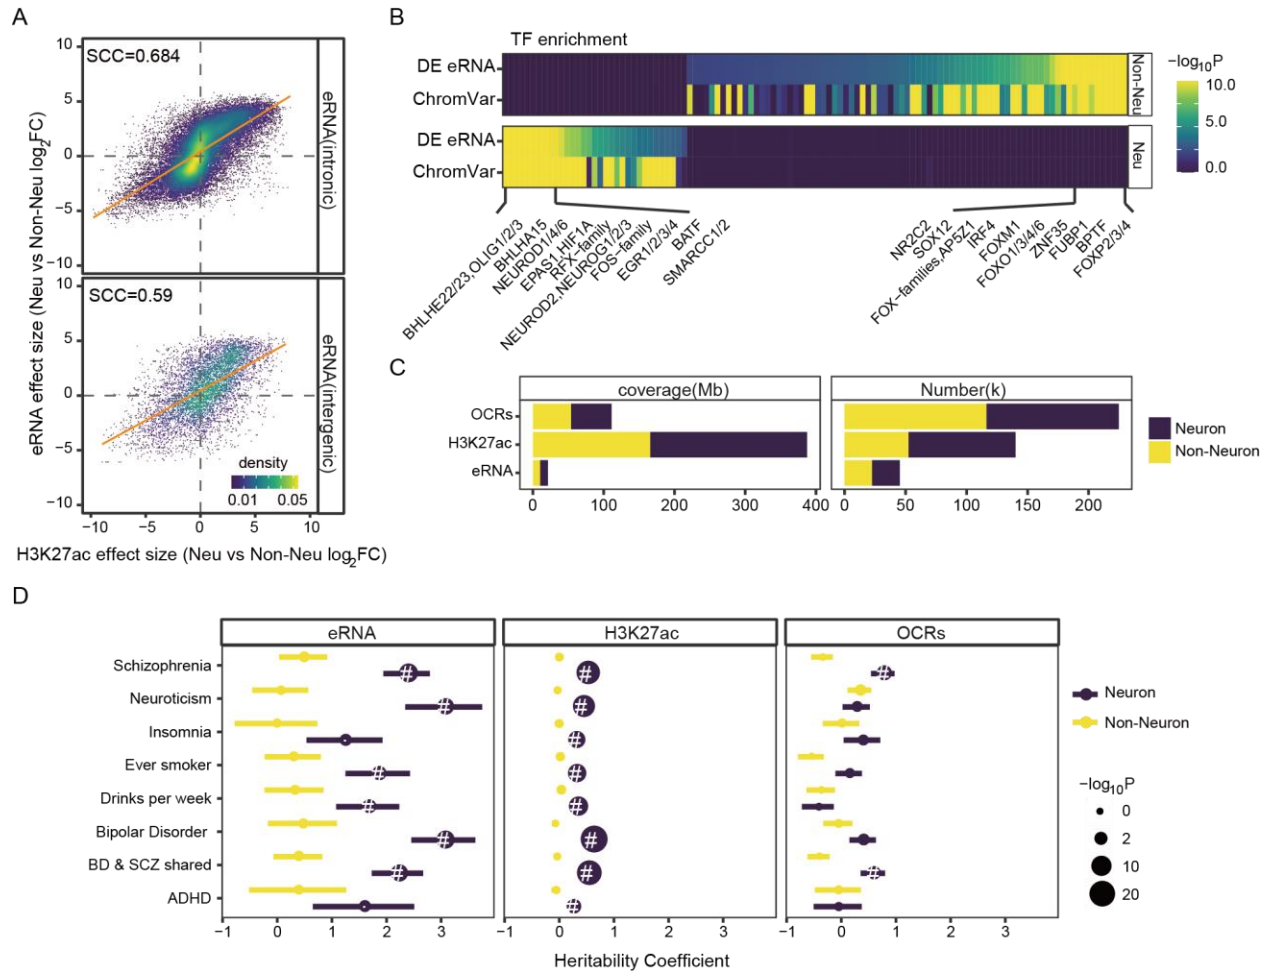 A
SCC=0.684
10
5
0
−5
−10
eRNA(intronic)
SCC=0.59
10
5
0
−5
−10
eRNA(intergenic)
density
0.01 0.05
−10 −5 0 5 10
eRNA effect size (Neu vs Non-Neu log2FC)
H3K27ac effect size (Neu vs Non-Neu log2FC)
B
TF enrichment
DE eRNA
ChromVar
Non-Neu
DE eRNA
ChromVar
Neu
−log10P
10.0
5.0
0.0
BHLHE22/23,OLIG1/2/3
BHLHA15
NEUROD1/4/6
EPAS1,HIF1A
RFX−family
NEUROD2,NEUROG1/2/3
FOS−family
EGR1/2/3/4
BATF
SMARCC1/2
NR2C2
SOX12
FOX−families,AP5Z1
IRF4
FOXM1
FOXO1/3/4/6
ZNF35
FUBP1
BPTF
FOXP2/3/4
C
coverage(Mb) Number(k)
OCRs
H3K27ac
eRNA
0 100 200 300 400
0 50 100 150 200
Neuron
Non-Neuron
D
eRNA H3K27ac OCRs
Schizophrenia
Neuroticism
Insomnia
Ever smoker
Drinks per week
Bipolar Disorder
BD & SCZ shared
ADHD
# # #
# #
#
# #
# #
# #
# # #
#
−1 0 1 2 3
−1 0 1 2 3
−1 0 1 2 3
Heritability Coefficient
Neuron
Non-Neuron
−log10P
0
2
10
20